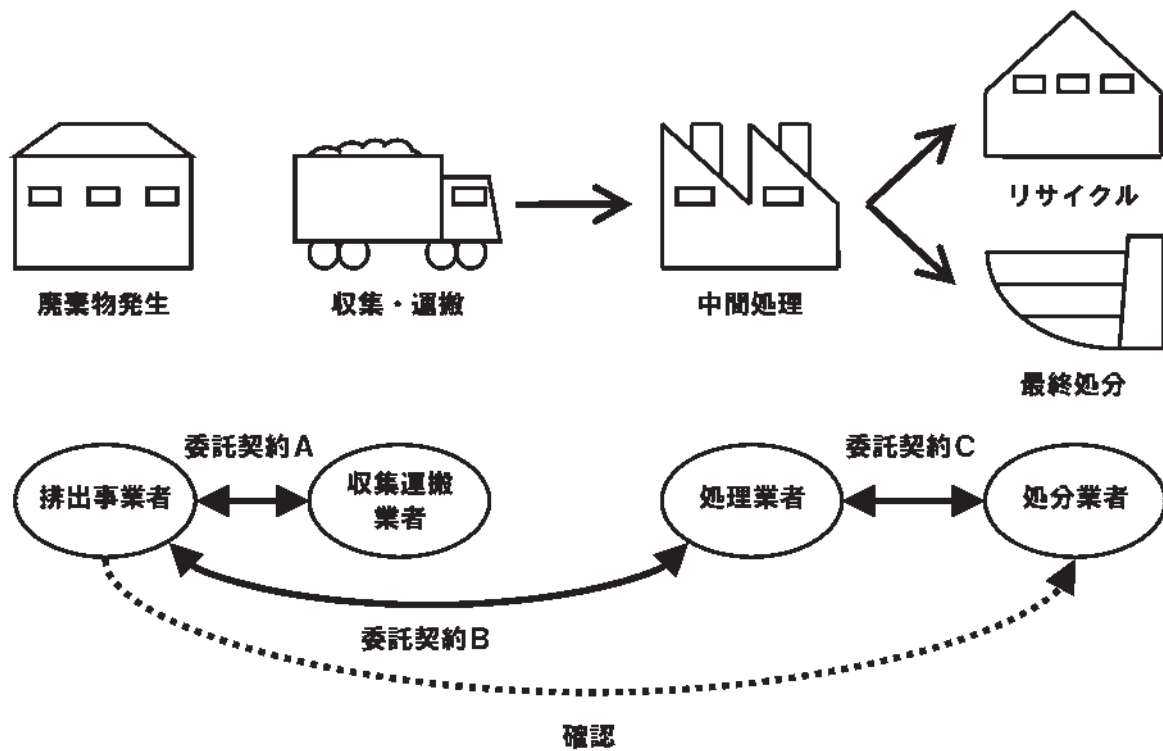 リサイクル
廃棄物発生
収集・運搬
中間処理
最終処分
委託契約A
委託契約C
排出事業者
収集運搬
業者
処理業者
処分業者
委託契約B
確認